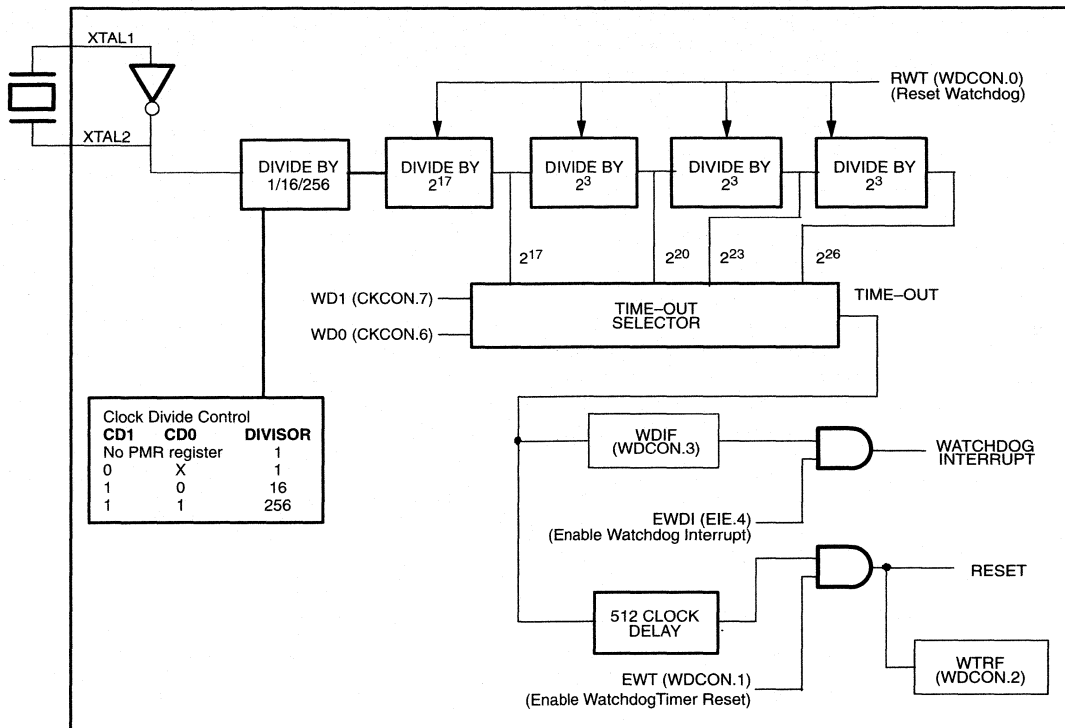 XTAL1
XTAL2
RWT (WDCON.0)
(Reset Watchdog)
DIVIDE BY
1/16/256
DIVIDE BY
2^17
DIVIDE BY
2^3
DIVIDE BY
2^3
DIVIDE BY
2^3
2^17
2^20
2^23
2^26
WD1 (CKCON.7)
WD0 (CKCON.6)
TIME–OUT
SELECTOR
TIME–OUT
Clock Divide Control
CD1 CD0 DIVISOR
No PMR register 1
0 X 1
1 0 16
1 1 256
WDIF
(WDCON.3)
WATCHDOG
INTERRUPT
EWDI (EIE.4)
(Enable Watchdog Interrupt)
512 CLOCK
DELAY
RESET
EWT (WDCON.1)
(Enable WatchdogTimer Reset)
WTRF
(WDCON.2)